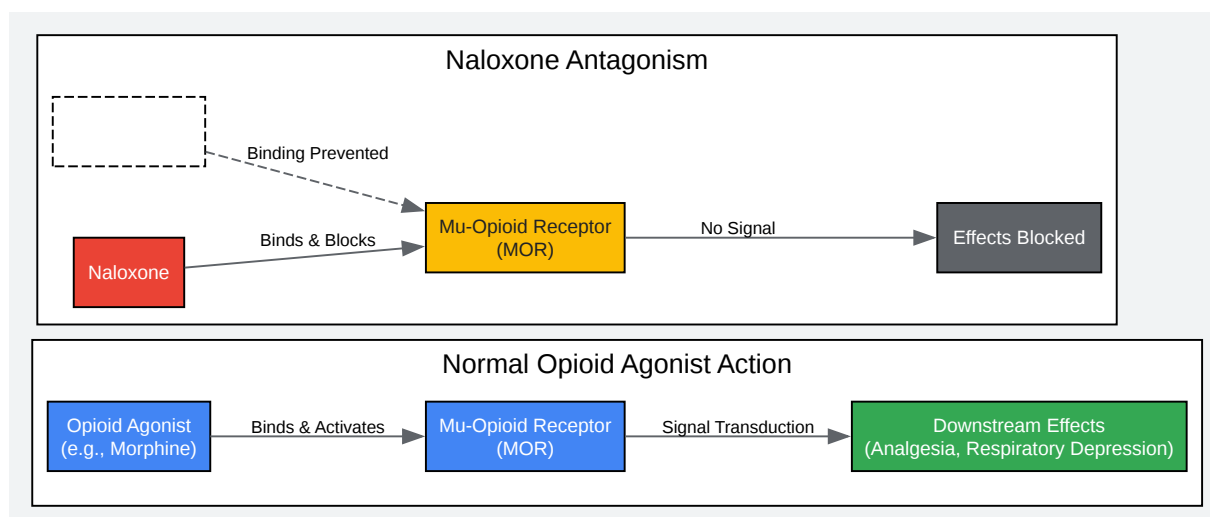 Naloxone Antagonism
Binding Prevented
Binds & Blocks
Naloxone
Mu-Opioid Receptor
(MOR)
No Signal
Effects Blocked
Normal Opioid Agonist Action
Opioid Agonist
(e.g., Morphine)
Binds & Activates
Mu-Opioid Receptor
(MOR)
Signal Transduction
Downstream Effects
(Analgesia, Respiratory Depression)